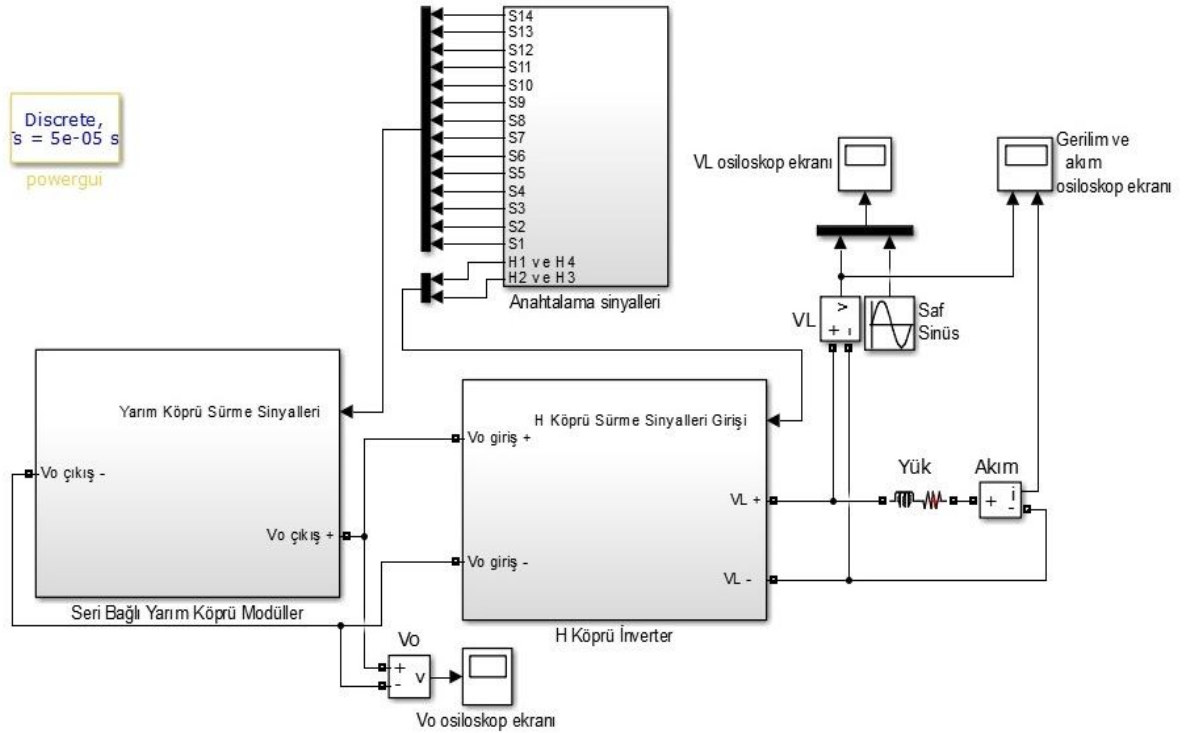 Discrete,
s = 5e-05 s
powergui
S14
S13
S12
S11
S10
S9
S8
S7
S6
S5
S4
S3
S2
S1
H1 ve H4
H2 ve H3
Anahtalama sinyalleri
VL osiloskop ekranı
Gerilim ve
akım
osiloskop ekranı
VL
v
+ -
Saf
Sinüs
Yarım Köprü Sürme Sinyalleri
Vo çıkış -
Vo çıkış +
Seri Bağlı Yarım Köprü Modüller
H Köprü Sürme Sinyalleri Girişi
Vo giriş +
Vo giriş -
VL +
VL -
H Köprü İnverter
Yük
Akım
+ i -
Vo
+ v
-
Vo osiloskop ekranı